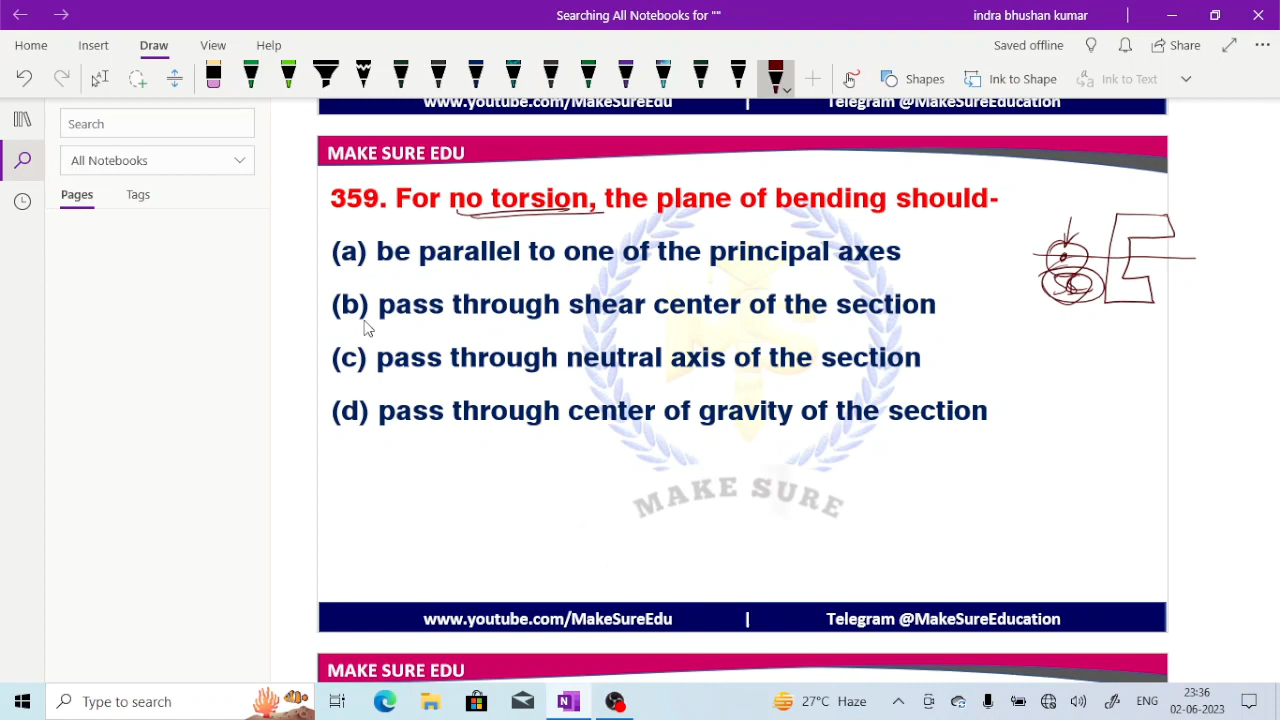 Searching All Notebooks for ""
indra bhushan kumar
Home Insert Draw View Help
Saved offline
Share
Shapes
Ink to Shape
Ink to Text
www.youtube.com/MakeSureEdu | Telegram @MakeSureEducation
Search
All Notebooks
Pages Tags
MAKE SURE EDU
359. For no torsion, the plane of bending should-
(a) be parallel to one of the principal axes
(b) pass through shear center of the section
(c) pass through neutral axis of the section
(d) pass through center of gravity of the section
MAKE SURE
www.youtube.com/MakeSureEdu | Telegram @MakeSureEducation
MAKE SURE EDU
Type to search
27°C Haze
ENG
23:36
02-06-2023